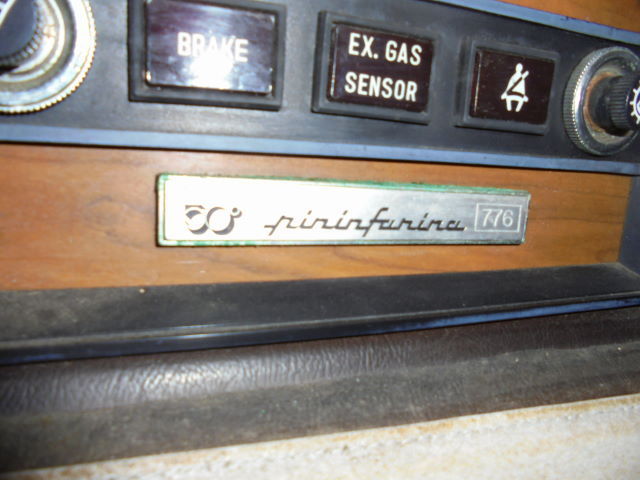 BRAKE
EX. GAS
SENSOR
50° pininfarina 776